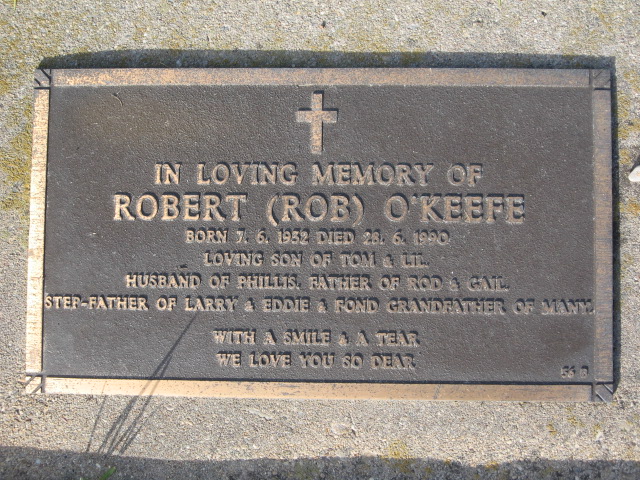 IN LOVING MEMORY OF
ROBERT (ROB) O'KEEFE
BORN 7. 6. 1932 DIED 28. 6. 1990
LOVING SON OF TOM & LIL.
HUSBAND OF PHILLIS. FATHER OF ROD & GAIL.
STEP-FATHER OF LARRY & EDDIE & FOND GRANDFATHER OF MANY.
WITH A SMILE & A TEAR
WE LOVE YOU SO DEAR